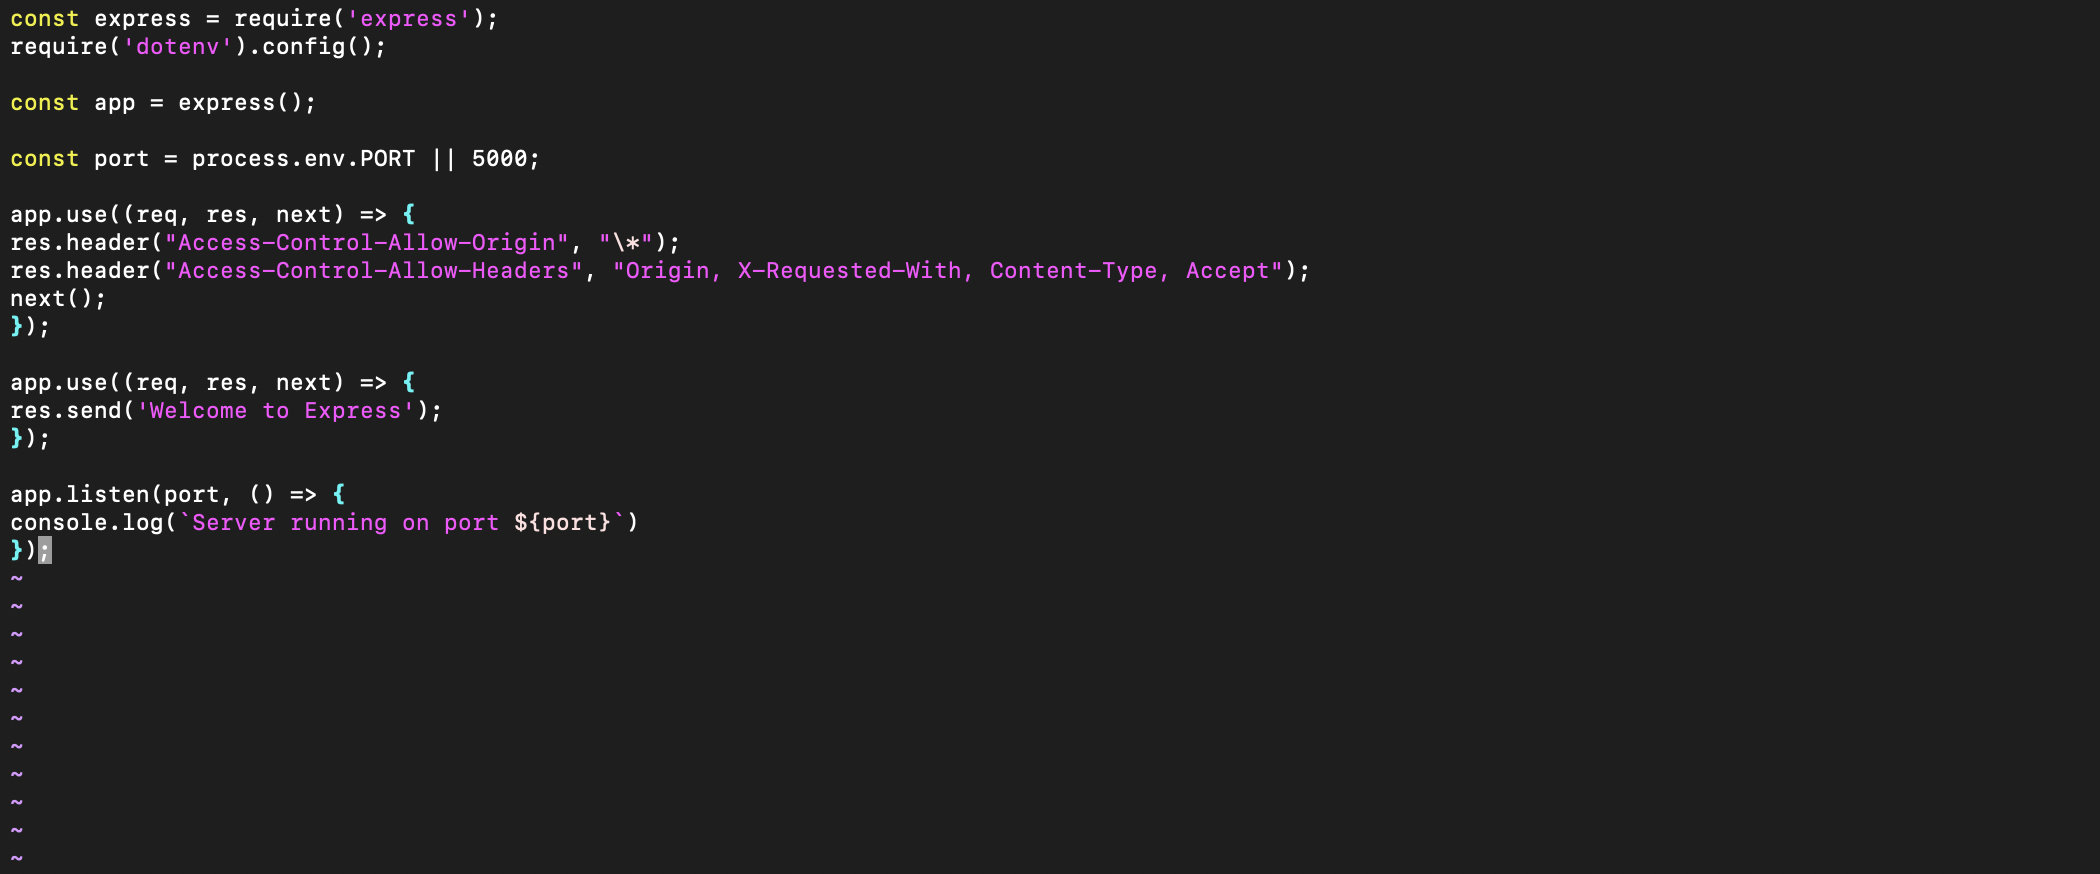 const express = require('express');
require('dotenv').config();

const app = express();

const port = process.env.PORT || 5000;

app.use((req, res, next) => {
res.header("Access-Control-Allow-Origin", "\*");
res.header("Access-Control-Allow-Headers", "Origin, X-Requested-With, Content-Type, Accept");
next();
});

app.use((req, res, next) => {
res.send('Welcome to Express');
});

app.listen(port, () => {
console.log(`Server running on port ${port}`)
});
~
~
~
~
~
~
~
~
~
~
~